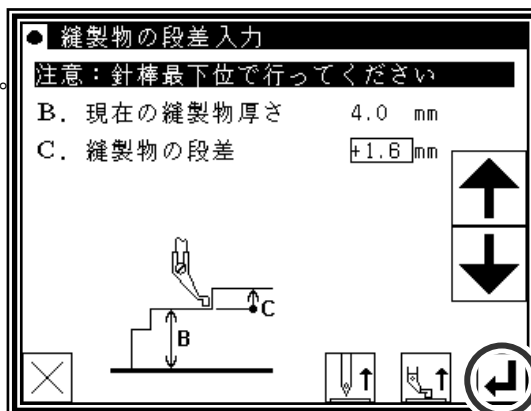 ● 縫製物の段差入力
注意：針棒最下位で行ってください
B. 現在の縫製物厚さ 4.0 mm
C. 縫製物の段差 +1.6 mm
C
B